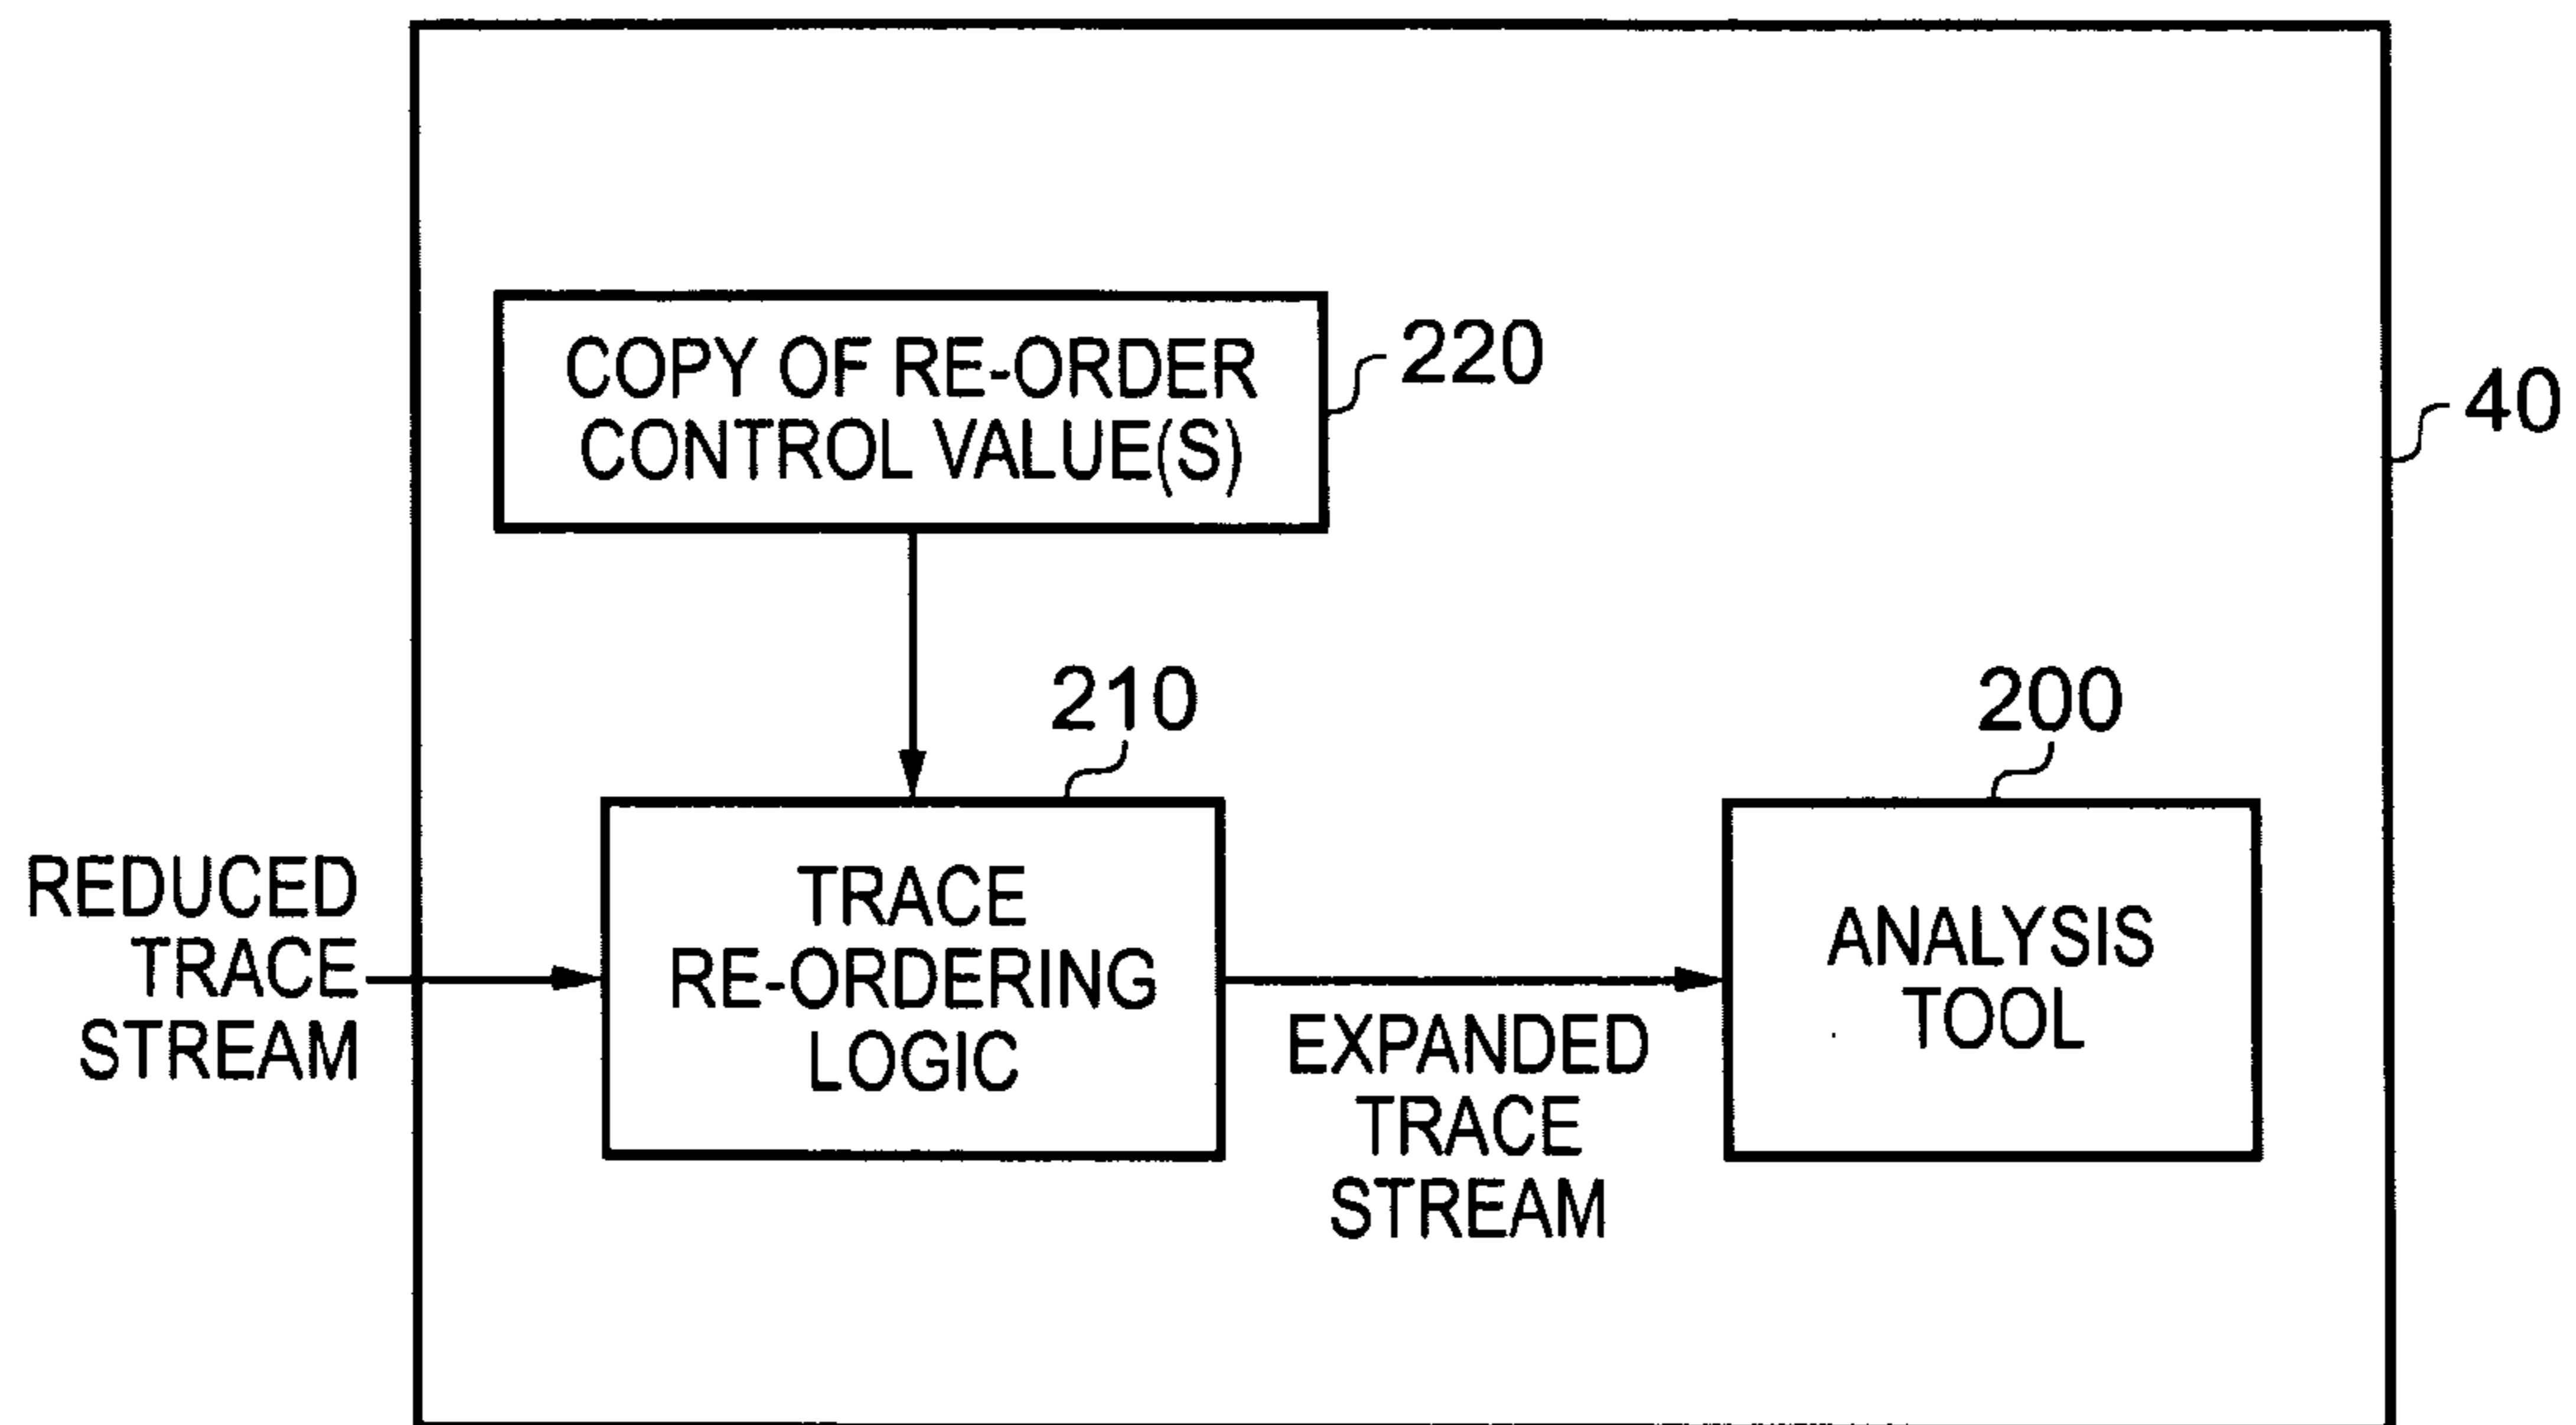 COPY OF RE-ORDER
CONTROL VALUE(S)
220
40
210
200
REDUCED
TRACE
STREAM
TRACE
RE-ORDERING
LOGIC
EXPANDED
TRACE
STREAM
ANALYSIS
TOOL